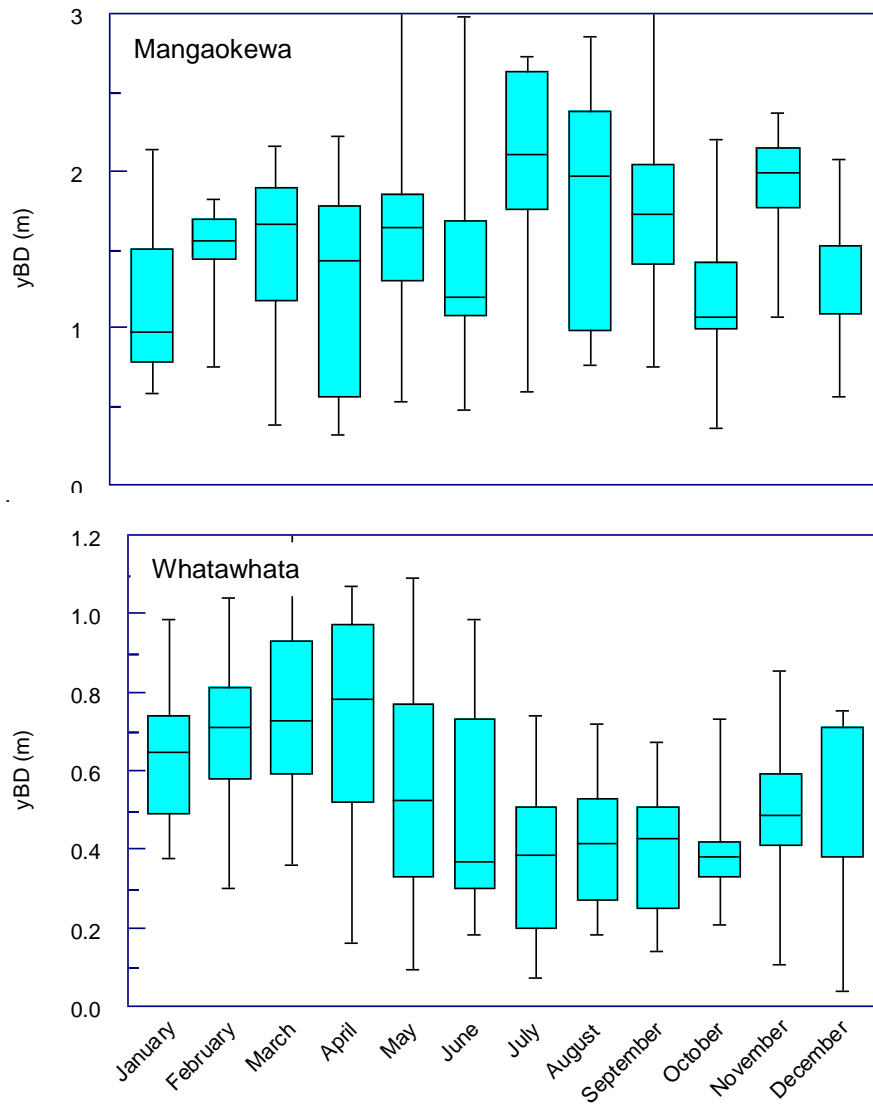 3
Mangaokewa
2
yBD (m)
1
0
1.2
Whatawhata
1.0
0.8
yBD (m)
0.6
0.4
0.2
0.0
January
February
March
April
May
June
July
August
September
October
November
December